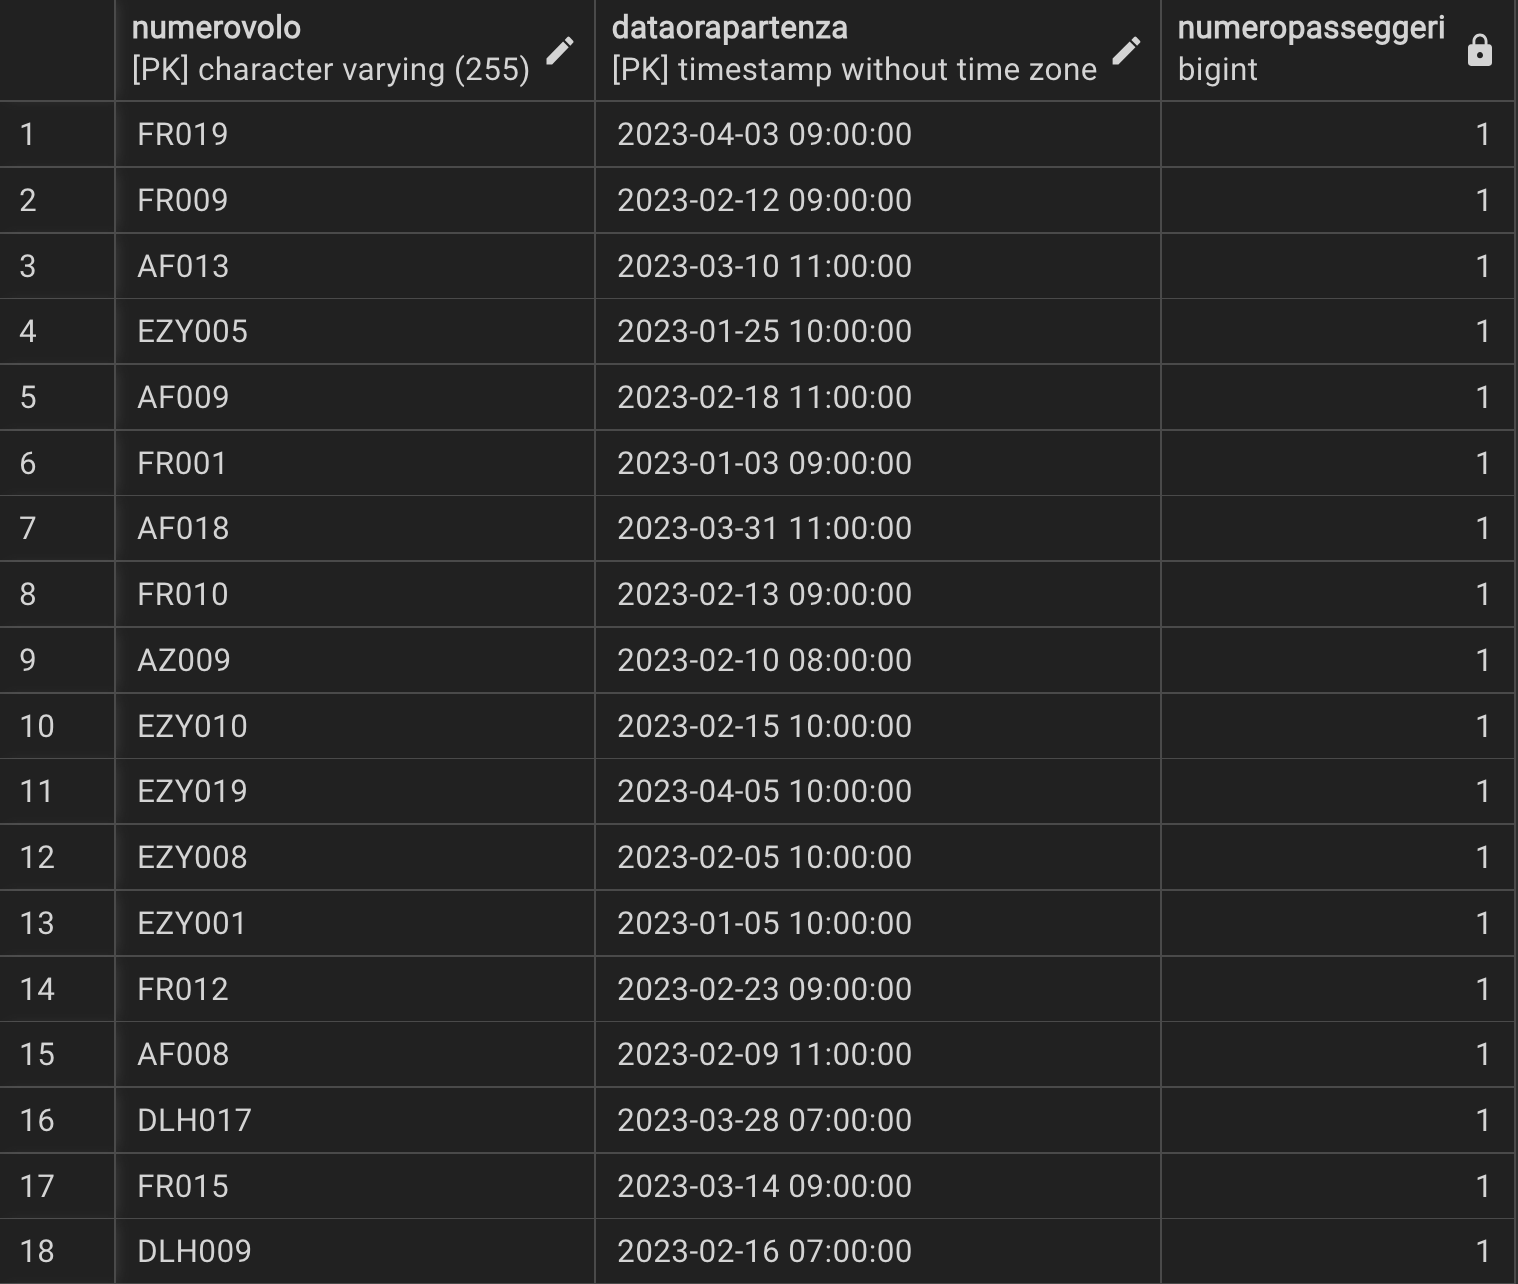 numerovolo dataorapartenza numeropasseggeri
[PK] character varying (255) [PK] timestamp without time zone bigint
1 FR019 2023-04-03 09:00:00 1
2 FR009 2023-02-12 09:00:00 1
3 AF013 2023-03-10 11:00:00 1
4 EZY005 2023-01-25 10:00:00 1
5 AF009 2023-02-18 11:00:00 1
6 FR001 2023-01-03 09:00:00 1
7 AF018 2023-03-31 11:00:00 1
8 FR010 2023-02-13 09:00:00 1
9 AZ009 2023-02-10 08:00:00 1
10 EZY010 2023-02-15 10:00:00 1
11 EZY019 2023-04-05 10:00:00 1
12 EZY008 2023-02-05 10:00:00 1
13 EZY001 2023-01-05 10:00:00 1
14 FR012 2023-02-23 09:00:00 1
15 AF008 2023-02-09 11:00:00 1
16 DLH017 2023-03-28 07:00:00 1
17 FR015 2023-03-14 09:00:00 1
18 DLH009 2023-02-16 07:00:00 1